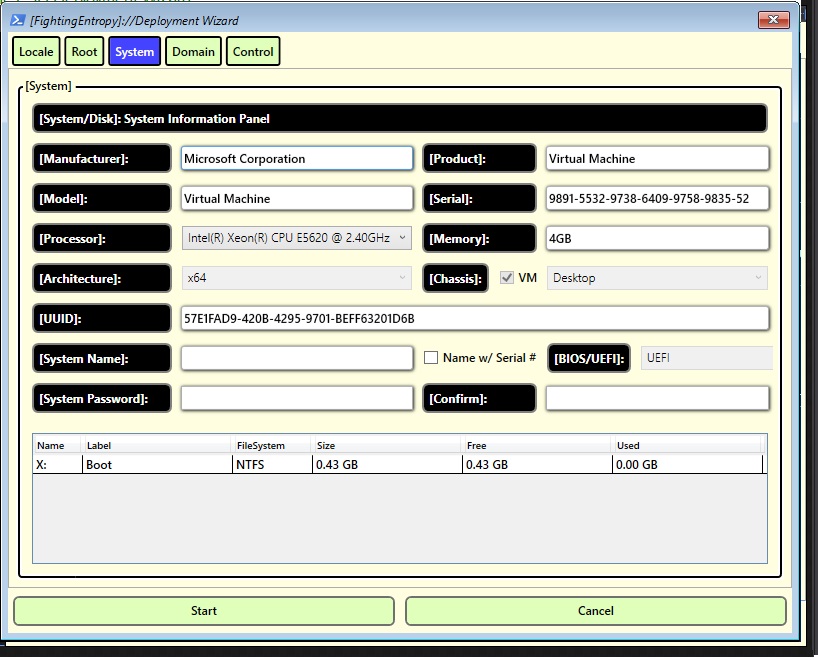 [FightingEntropy]://Deployment Wizard
Locale Root System Domain Control
[System]
[System/Disk]: System Information Panel
[Manufacturer]: Microsoft Corporation [Product]: Virtual Machine
[Model]: Virtual Machine [Serial]: 9891-5532-9738-6409-9758-9835-52
[Processor]: Intel(R) Xeon(R) CPU E5620 @ 2.40GHz [Memory]: 4GB
[Architecture]: x64 [Chassis]: VM Desktop
[UUID]: 57E1FAD9-420B-4295-9701-BEFF63201D6B
[System Name]: Name w/ Serial # [BIOS/UEFI]: UEFI
[System Password]: [Confirm]:
Name Label FileSystem Size Free Used
X: Boot NTFS 0.43 GB 0.43 GB 0.00 GB
Start Cancel